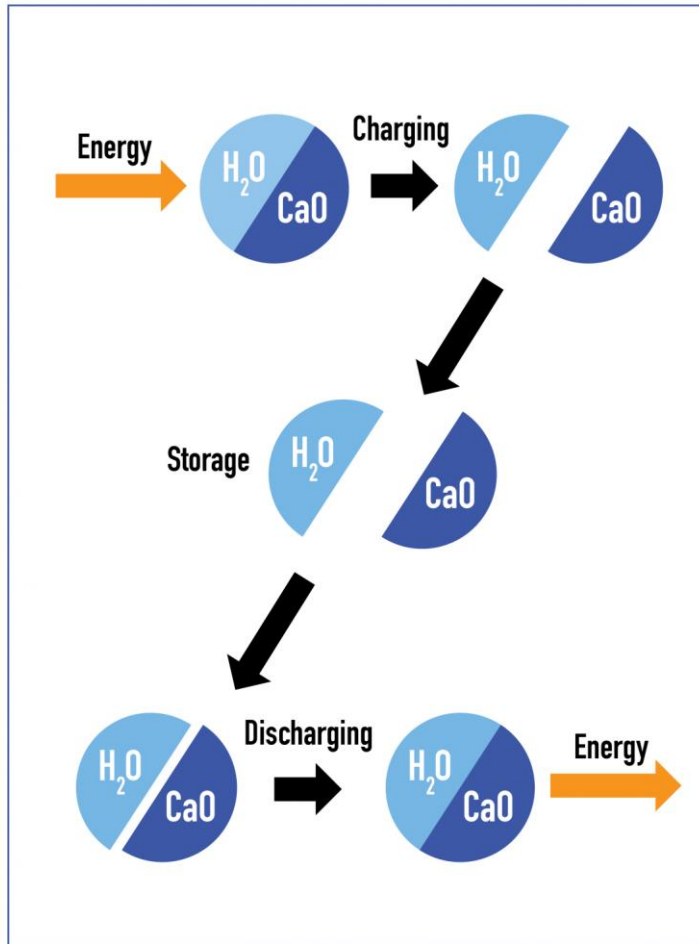 Energy
H₂O
CaO
Charging
H₂O
CaO
Storage
H₂O
CaO
H₂O
CaO
Discharging
H₂O
CaO
Energy